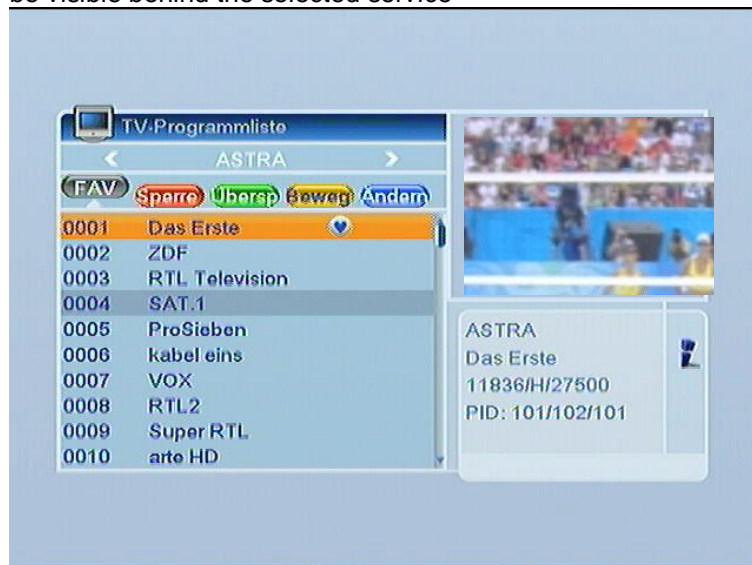 be visible behind the selected service
TV-Programmliste
< ASTRA >
FAV Sperre Übersp Beweg Ändern
0001 Das Erste
0002 ZDF
0003 RTL Television
0004 SAT.1
0005 ProSieben
0006 kabel eins
0007 VOX
0008 RTL2
0009 Super RTL
0010 arte HD
ASTRA
Das Erste
11836/H/27500
PID: 101/102/101